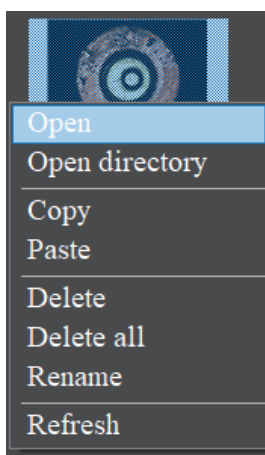 Open
Open directory
Copy
Paste
Delete
Delete all
Rename
Refresh